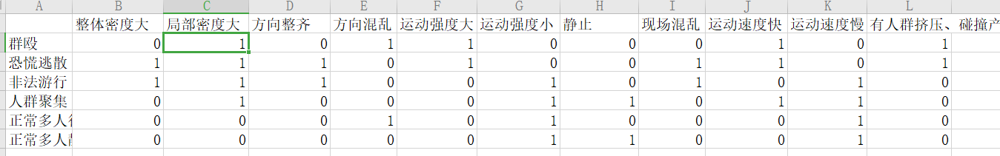 A B C D E F G H I J K L
整体密度大 局部密度大 方向整齐 方向混乱 运动强度大 运动强度小 静止 现场混乱 运动速度快 运动速度慢 有人群挤压、碰撞产
群殴 0 1 0 1 1 0 0 0 1 0 1
恐慌逃散 1 1 1 0 1 0 0 1 1 0 1
非法游行 1 1 1 0 0 1 0 1 0 1 0
人群聚集 0 1 0 0 0 1 1 0 1 1 0
正常多人 0 0 0 1 0 1 0 0 0 1 0
正常多人 0 0 0 0 0 1 1 0 0 1 0